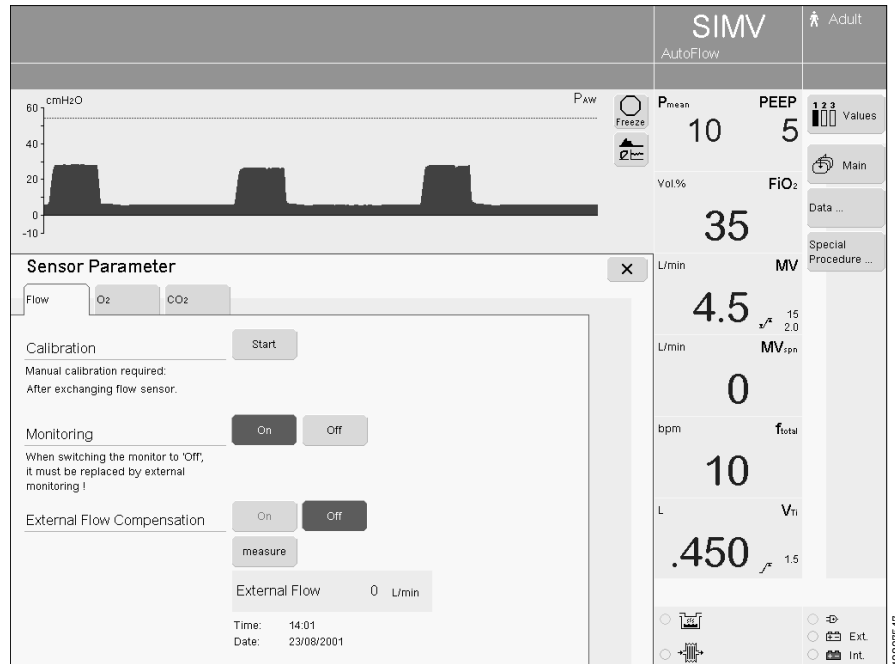 SIMV
AutoFlow
Adult
cmH2O
PAW
60
40
20
0
-10
Freeze
Pmean PEEP
10 5
Vol.% FiO2
35
L/min MV
4.5 15
2.0
L/min MVspn
0
bpm ftotal
10
L VTi
.450 1.5
1 2 3
Values
Main
Data ...
Special
Procedure ...
Sensor Parameter
Flow O2 CO2
Calibration Start
Manual calibration required:
After exchanging flow sensor.
Monitoring On Off
When switching the monitor to 'Off',
it must be replaced by external
monitoring !
External Flow Compensation On Off
measure
External Flow 0 L/min
Time: 14:01
Date: 23/08/2001
Ext.
Int.